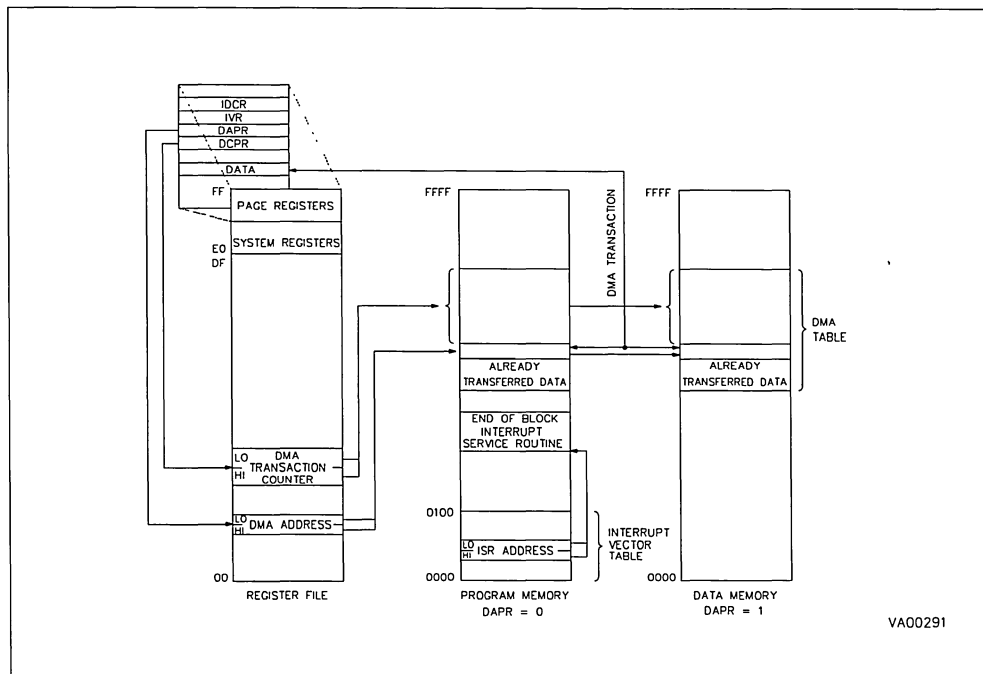 IDCR
IVR
DAPR
DCPR
DATA
FF
PAGE REGISTERS
SYSTEM REGISTERS
E0
DF
LO
HI
DMA
TRANSACTION
COUNTER
LO
HI
DMA ADDRESS
00
REGISTER FILE
FFFF
ALREADY
TRANSFERRED DATA
END OF BLOCK
INTERRUPT
SERVICE ROUTINE
0100
LO
HI
ISR ADDRESS
0000
PROGRAM MEMORY
DAPR = 0
INTERRUPT
VECTOR
TABLE
DMA TRANSACTION
FFFF
ALREADY
TRANSFERRED DATA
DMA
TABLE
0000
DATA MEMORY
DAPR = 1
VA00291